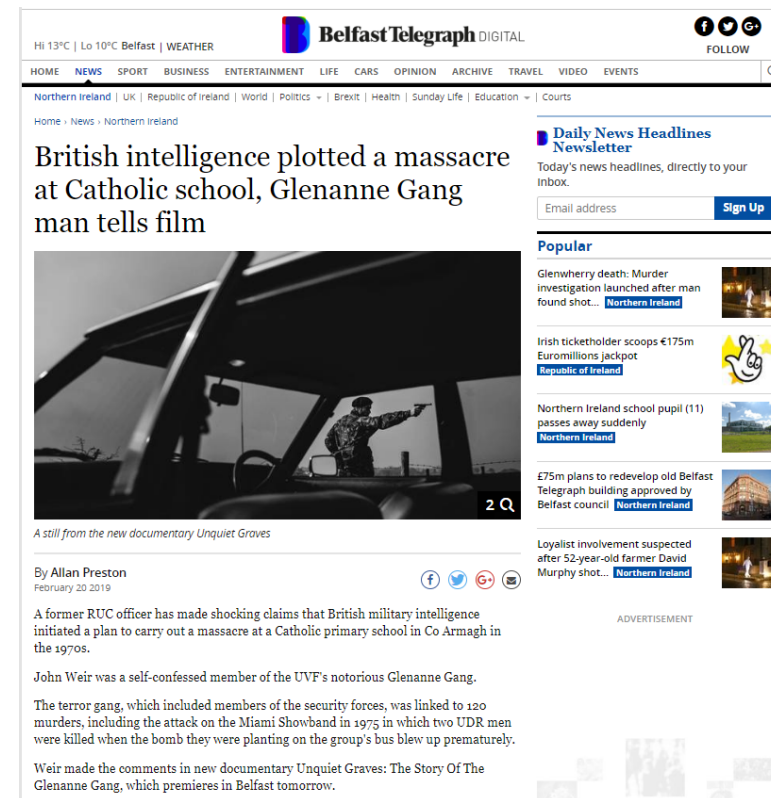 Hi 13°C | Lo 10°C Belfast | WEATHER
Belfast Telegraph DIGITAL
FOLLOW
HOME NEWS SPORT BUSINESS ENTERTAINMENT LIFE CARS OPINION ARCHIVE TRAVEL VIDEO EVENTS
Northern Ireland | UK | Republic of Ireland | World | Politics | Brexit | Health | Sunday Life | Education | Courts
Home › News › Northern Ireland
British intelligence plotted a massacre
at Catholic school, Glenanne Gang
man tells film
2
A still from the new documentary Unquiet Graves
By Allan Preston
February 20 2019
A former RUC officer has made shocking claims that British military intelligence
initiated a plan to carry out a massacre at a Catholic primary school in Co Armagh in
the 1970s.
John Weir was a self-confessed member of the UVF's notorious Glenanne Gang.
The terror gang, which included members of the security forces, was linked to 120
murders, including the attack on the Miami Showband in 1975 in which two UDR men
were killed when the bomb they were planting on the group's bus blew up prematurely.
Weir made the comments in new documentary Unquiet Graves: The Story Of The
Glenanne Gang, which premieres in Belfast tomorrow.
Daily News Headlines
Newsletter
Today's news headlines, directly to your
inbox.
Email address Sign Up
Popular
Glenwherry death: Murder
investigation launched after man
found shot... Northern Ireland
Irish ticketholder scoops €175m
Euromillions jackpot
Republic of Ireland
Northern Ireland school pupil (11)
passes away suddenly
Northern Ireland
£75m plans to redevelop old Belfast
Telegraph building approved by
Belfast council Northern Ireland
Loyalist involvement suspected
after 52-year-old farmer David
Murphy shot... Northern Ireland
ADVERTISEMENT